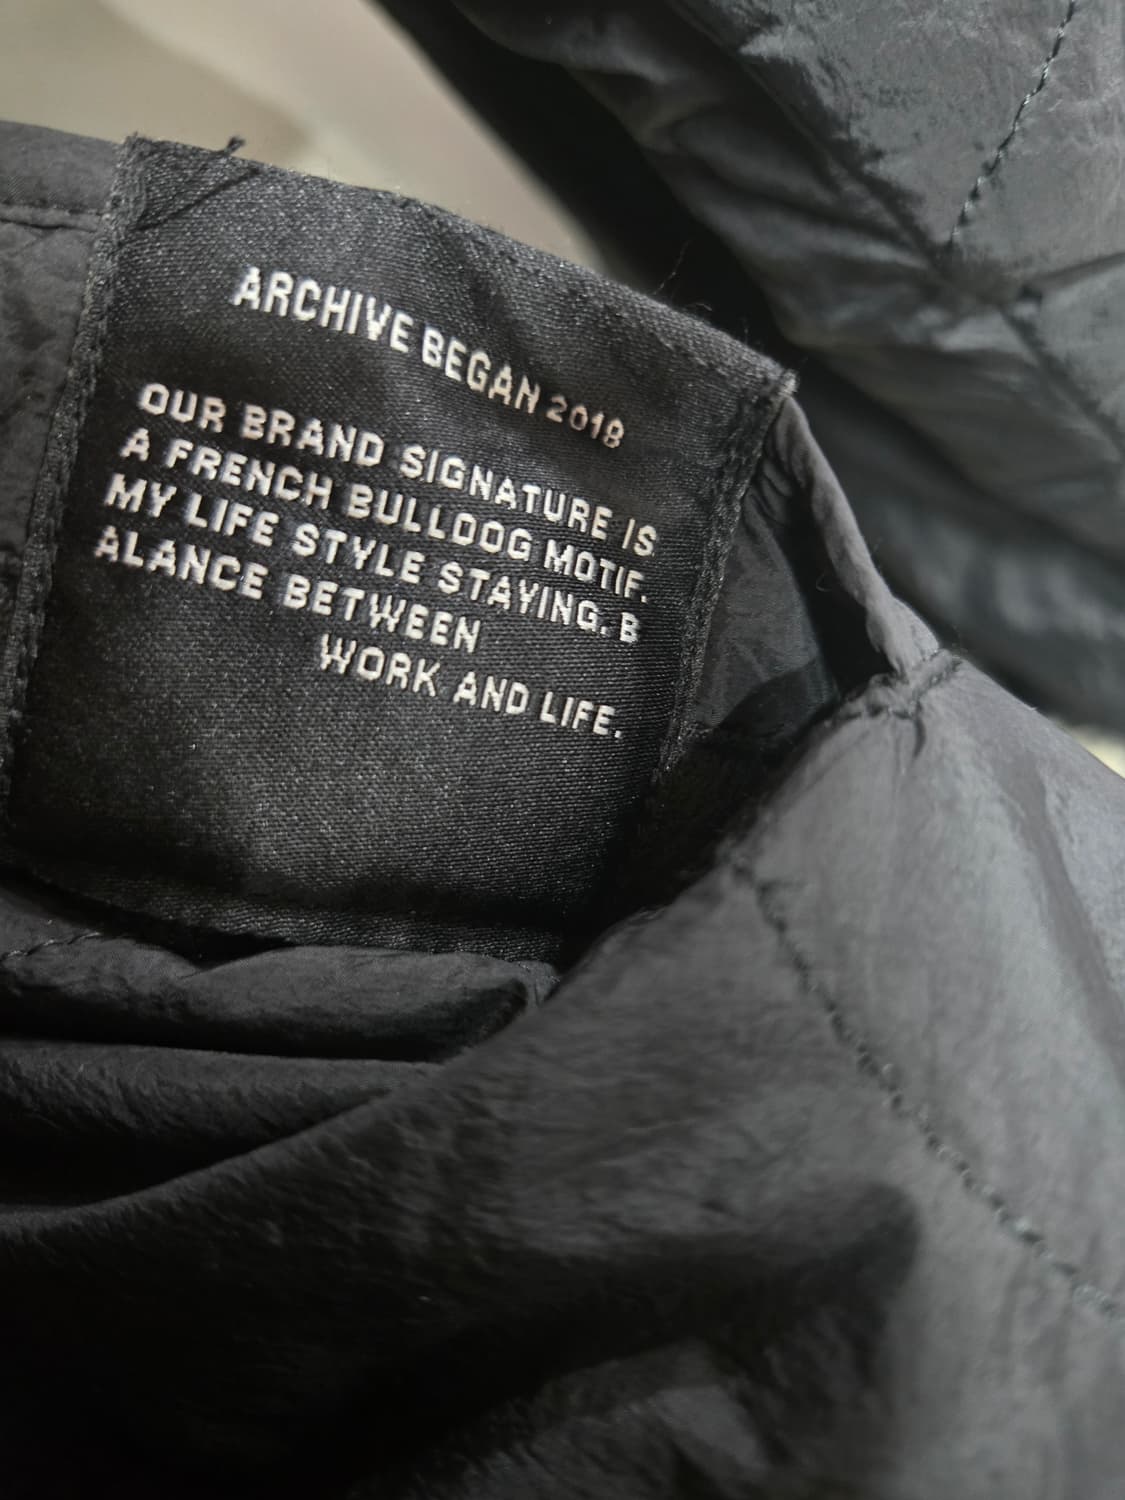 ARCHIVE BEGAN 2018
OUR BRAND SIGNATURE IS
A FRENCH BULLDOG MOTIF.
MY LIFE STYLE STAYING. B
ALANCE BETWEEN
WORK AND LIFE.